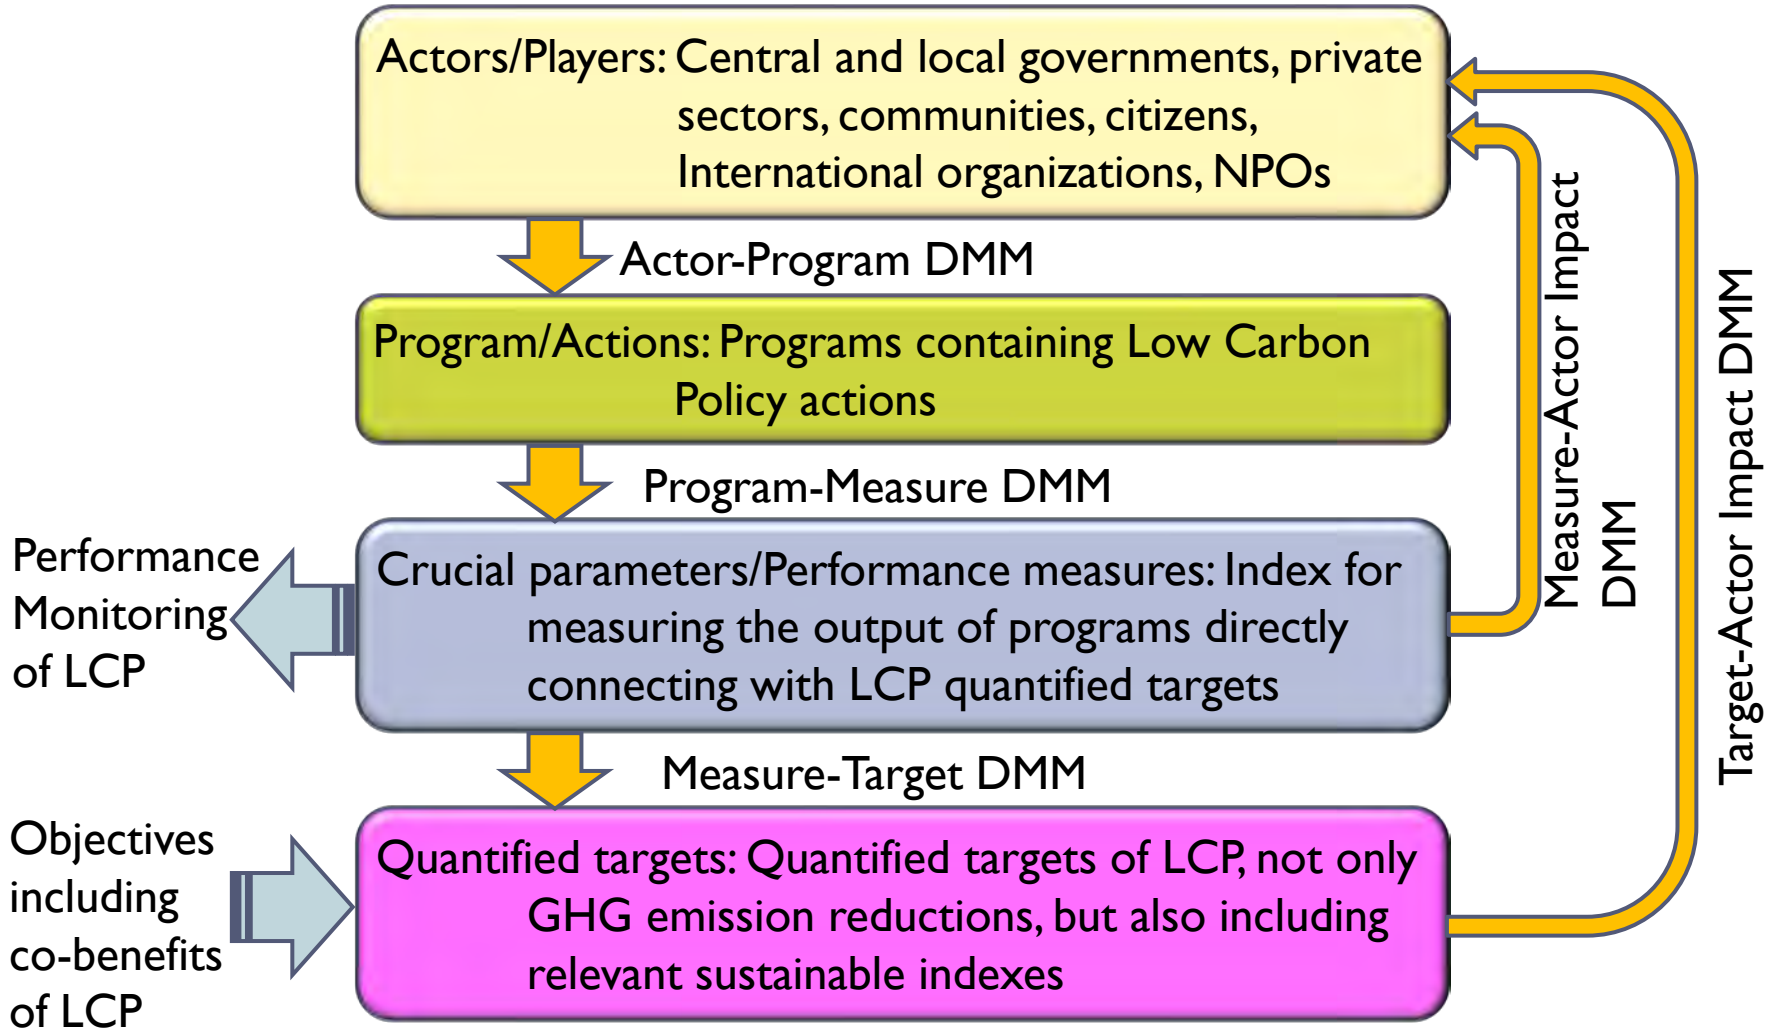 Actors/Players: Central and local governments, private
sectors, communities, citizens,
International organizations, NPOs
Actor-Program DMM
Program/Actions: Programs containing Low Carbon
Policy actions
Program-Measure DMM
Performance
Monitoring
of LCP
Crucial parameters/Performance measures: Index for
measuring the output of programs directly
connecting with LCP quantified targets
Measure-Target DMM
Objectives
including
co-benefits
of LCP
Quantified targets: Quantified targets of LCP, not only
GHG emission reductions, but also including
relevant sustainable indexes
Measure-Actor Impact
DMM
Target-Actor Impact DMM